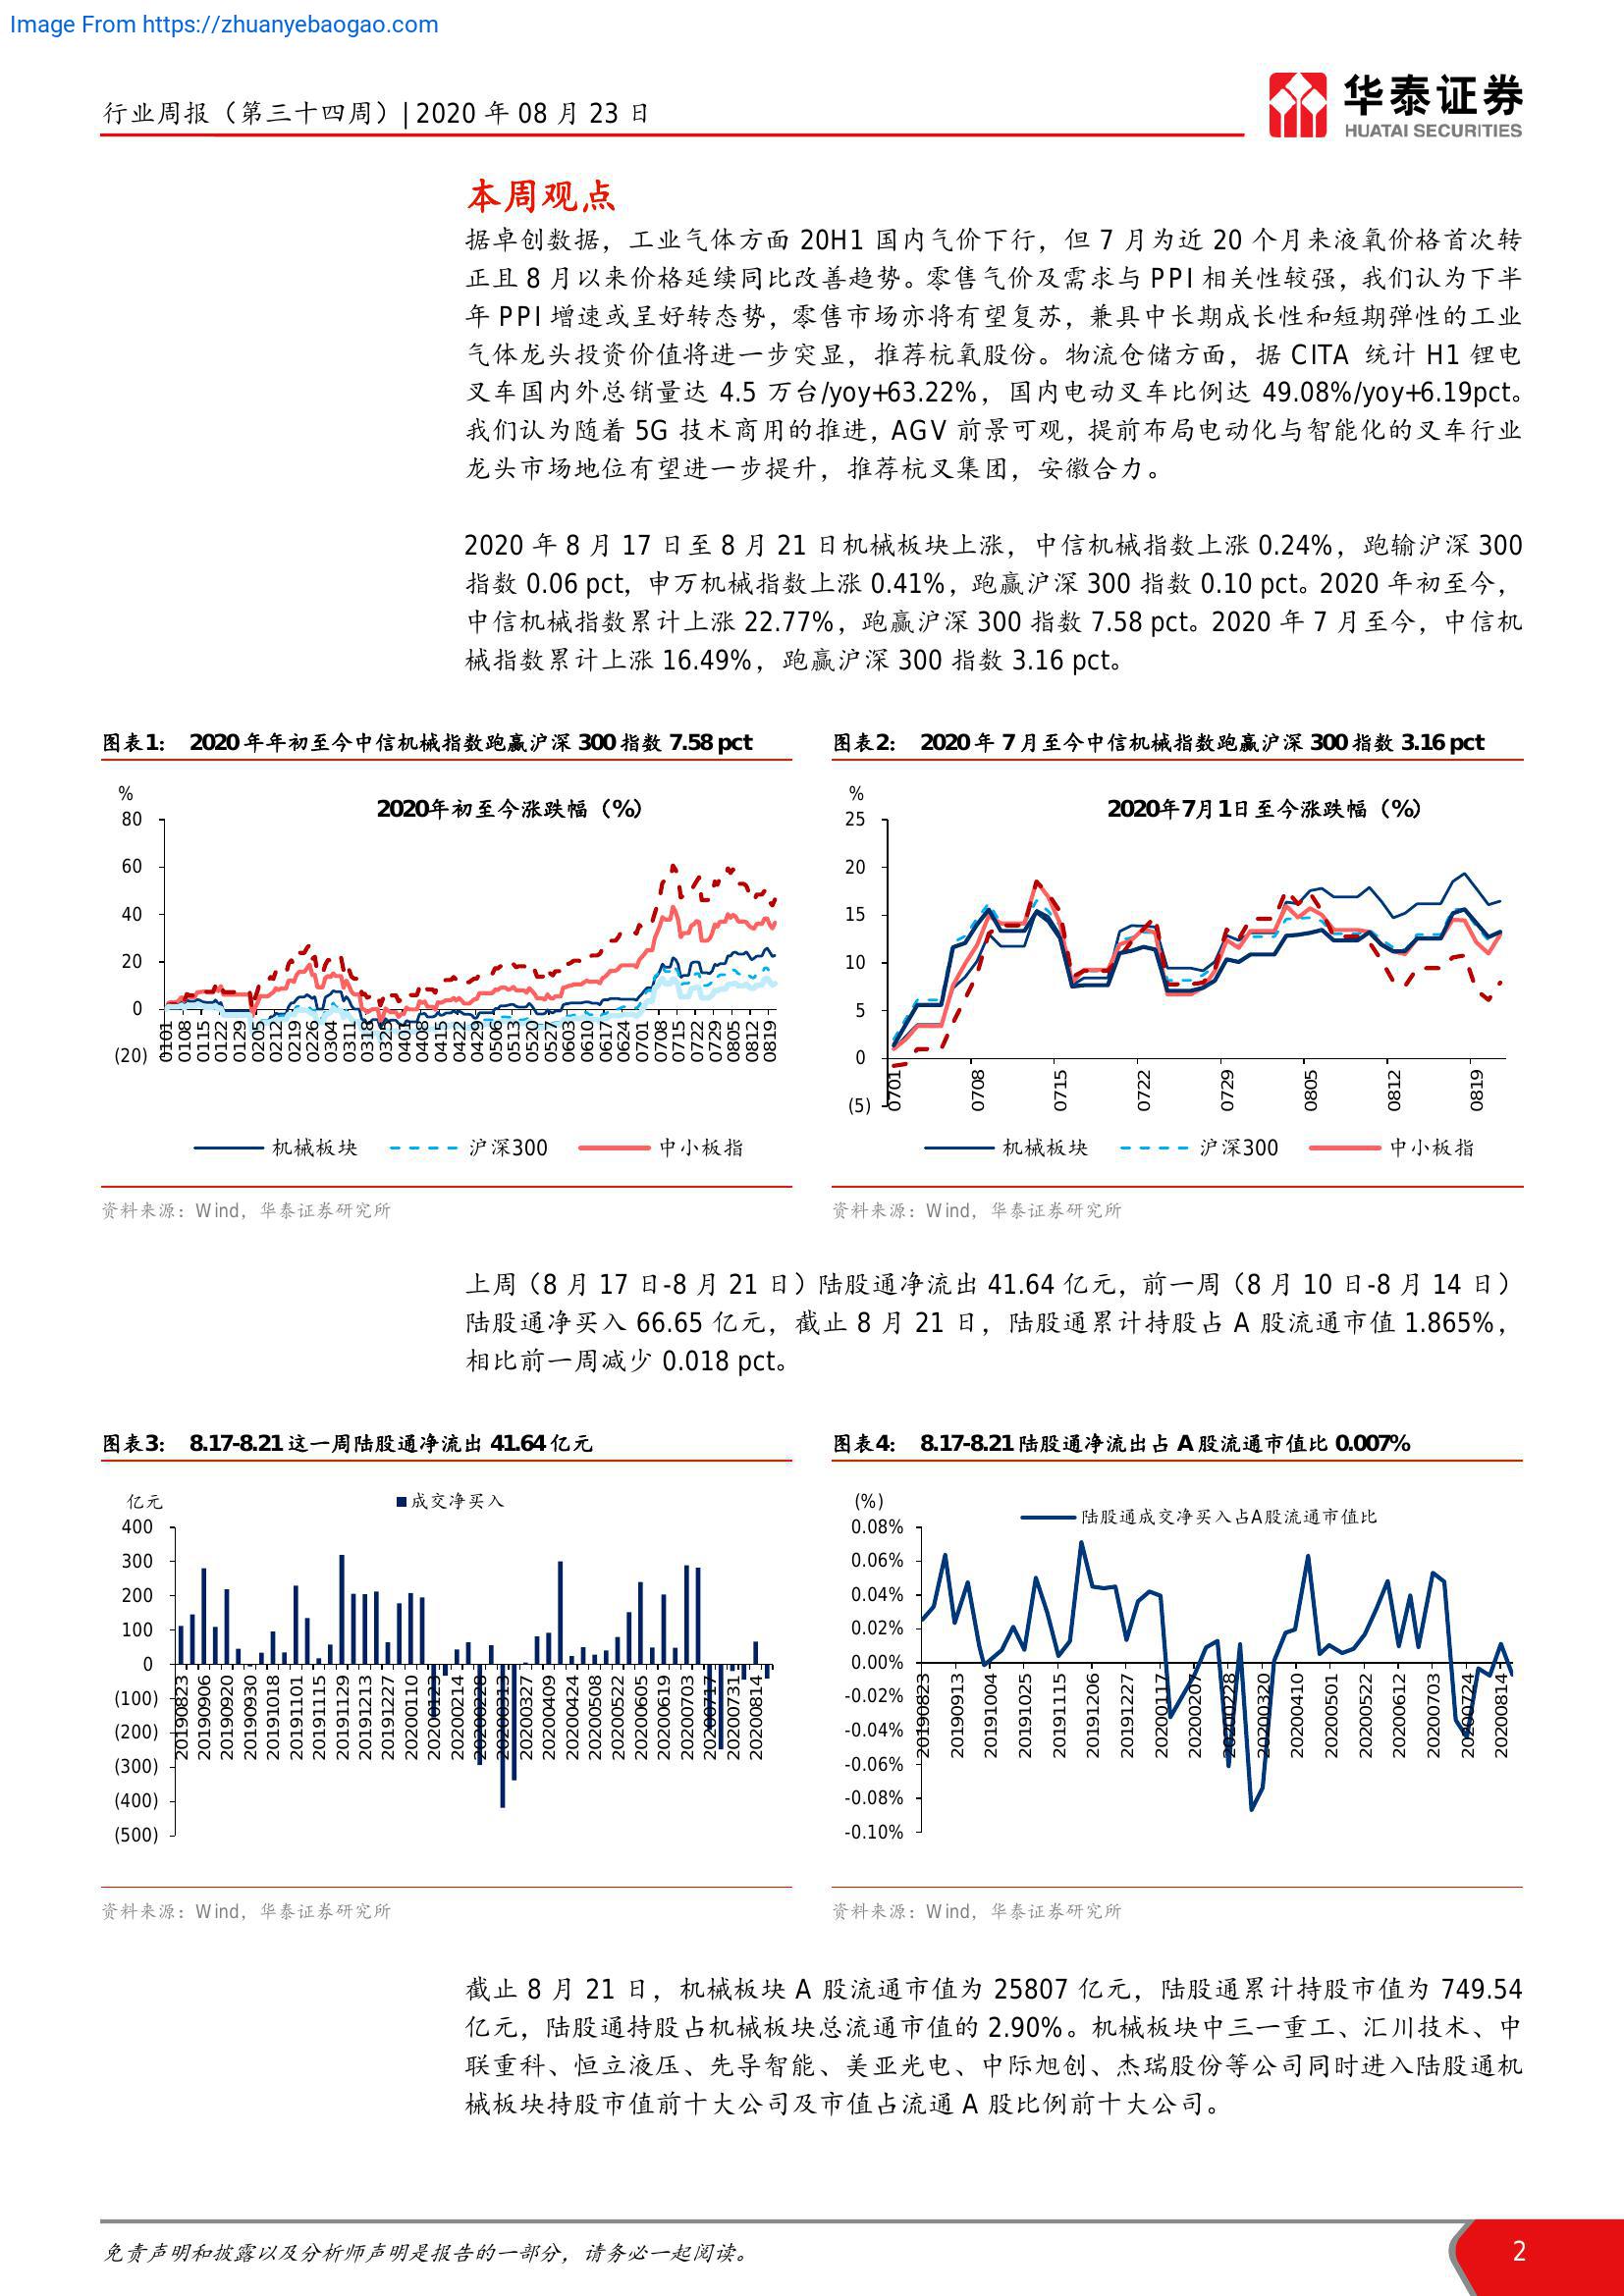 Image From https://zhuanyebaogao.com
行业周报（第三十四周）| 2020 年 08 月 23 日
华泰证券
HUATAI SECURITIES
本周观点
据卓创数据，工业气体方面 20H1 国内气价下行，但 7 月为近 20 个月来液氧价格首次转
正且 8 月以来价格延续同比改善趋势。零售气价及需求与 PPI 相关性较强，我们认为下半
年 PPI 增速或呈好转态势，零售市场亦将有望复苏，兼具中长期成长性和短期弹性的工业
气体龙头投资价值将进一步突显，推荐杭氧股份。物流仓储方面，据 CITA 统计 H1 锂电
叉车国内外总销量达 4.5 万台/yoy+63.22%，国内电动叉车比例达 49.08%/yoy+6.19pct。
我们认为随着 5G 技术商用的推进，AGV 前景可观，提前布局电动化与智能化的叉车行业
龙头市场地位有望进一步提升，推荐杭叉集团，安徽合力。
2020 年 8 月 17 日至 8 月 21 日机械板块上涨，中信机械指数上涨 0.24%，跑输沪深 300
指数 0.06 pct，申万机械指数上涨 0.41%，跑赢沪深 300 指数 0.10 pct。2020 年初至今，
中信机械指数累计上涨 22.77%，跑赢沪深 300 指数 7.58 pct。2020 年 7 月至今，中信机
械指数累计上涨 16.49%，跑赢沪深 300 指数 3.16 pct。
图表1： 2020 年年初至今中信机械指数跑赢沪深 300 指数 7.58 pct
%
2020年初至今涨跌幅（%）
80
60
40
20
0
(20)
0101 0108 0115 0122 0129 0205 0212 0219 0226 0304 0311 0318 0325 0401 0408 0415 0422 0429 0506 0513 0520 0527 0603 0610 0617 0624 0701 0708 0715 0722 0729 0805 0812 0819
机械板块 沪深300 中小板指
资料来源：Wind，华泰证券研究所
图表2： 2020 年 7 月至今中信机械指数跑赢沪深 300 指数 3.16 pct
%
2020年7月1日至今涨跌幅（%）
25
20
15
10
5
0
(5)
0701 0708 0715 0722 0729 0805 0812 0819
机械板块 沪深300 中小板指
资料来源：Wind，华泰证券研究所
上周（8 月 17 日-8 月 21 日）陆股通净流出 41.64 亿元，前一周（8 月 10 日-8 月 14 日）
陆股通净买入 66.65 亿元，截止 8 月 21 日，陆股通累计持股占 A 股流通市值 1.865%，
相比前一周减少 0.018 pct。
图表3： 8.17-8.21 这一周陆股通净流出 41.64 亿元
亿元
成交净买入
400
300
200
100
0
(100)
(200)
(300)
(400)
(500)
20190823 20190906 20190920 20190930 20191018 20191101 20191115 20191129 20191213 20191227 20200110 20200123 20200214 20200228 20200313 20200327 20200409 20200424 20200508 20200522 20200605 20200619 20200703 20200717 20200731 20200814
资料来源：Wind，华泰证券研究所
图表4： 8.17-8.21 陆股通净流出占 A 股流通市值比 0.007%
(%)
陆股通成交净买入占A股流通市值比
0.08%
0.06%
0.04%
0.02%
0.00%
-0.02%
-0.04%
-0.06%
-0.08%
-0.10%
20190823 20190913 20191004 20191025 20191115 20191206 20191227 20200117 20200207 20200228 20200320 20200410 20200501 20200522 20200612 20200703 20200724 20200814
资料来源：Wind，华泰证券研究所
截止 8 月 21 日，机械板块 A 股流通市值为 25807 亿元，陆股通累计持股市值为 749.54
亿元，陆股通持股占机械板块总流通市值的 2.90%。机械板块中三一重工、汇川技术、中
联重科、恒立液压、先导智能、美亚光电、中际旭创、杰瑞股份等公司同时进入陆股通机
械板块持股市值前十大公司及市值占流通 A 股比例前十大公司。
免责声明和披露以及分析师声明是报告的一部分，请务必一起阅读。
2